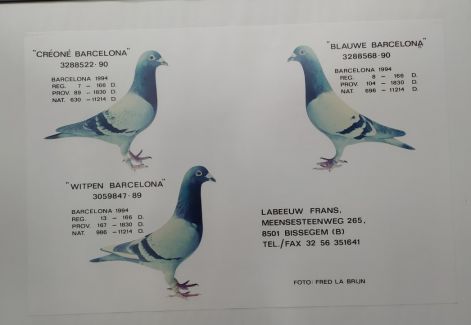 "CRÉONÉ BARCELONA"
3288522-90
BARCELONA 1994
REG. 7 - 166 D.
PROV. 89 - 1830 D.
NAT. 630 - 11214 D.
"BLAUWE BARCELONA"
3288568-90
BARCELONA 1994
REG. 8 - 166 D.
PROV. 104 - 1830 D.
NAT. 696 - 11214 D.
"WITPEN BARCELONA"
3059847-89
BARCELONA 1994
REG. 13 - 166 D.
PROV. 167 - 1830 D.
NAT. 986 - 11214 D.
LABEEUW FRANS.
MEENSESTEENWEG 265.
8501 BISSEGEM (B)
TEL./FAX 32 56 351641
FOTO: FRED LA BRIJN